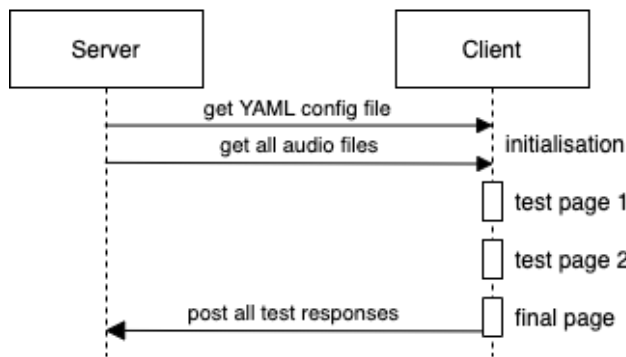 Server
Client
get YAML config file
get all audio files
initialisation
test page 1
test page 2
post all test responses
final page